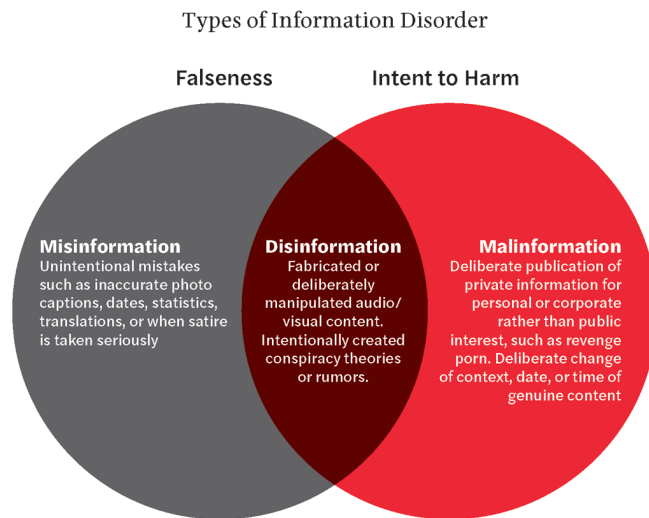 Types of Information Disorder
Falseness
Intent to Harm
Misinformation
Unintentional mistakes
such as inaccurate photo
captions, dates, statistics,
translations, or when satire
is taken seriously
Disinformation
Fabricated or
deliberately
manipulated audio/
visual content.
Intentionally created
conspiracy theories
or rumors.
Malinformation
Deliberate publication of
private information for
personal or corporate
rather than public
interest, such as revenge
porn. Deliberate change
of context, date, or time of
genuine content